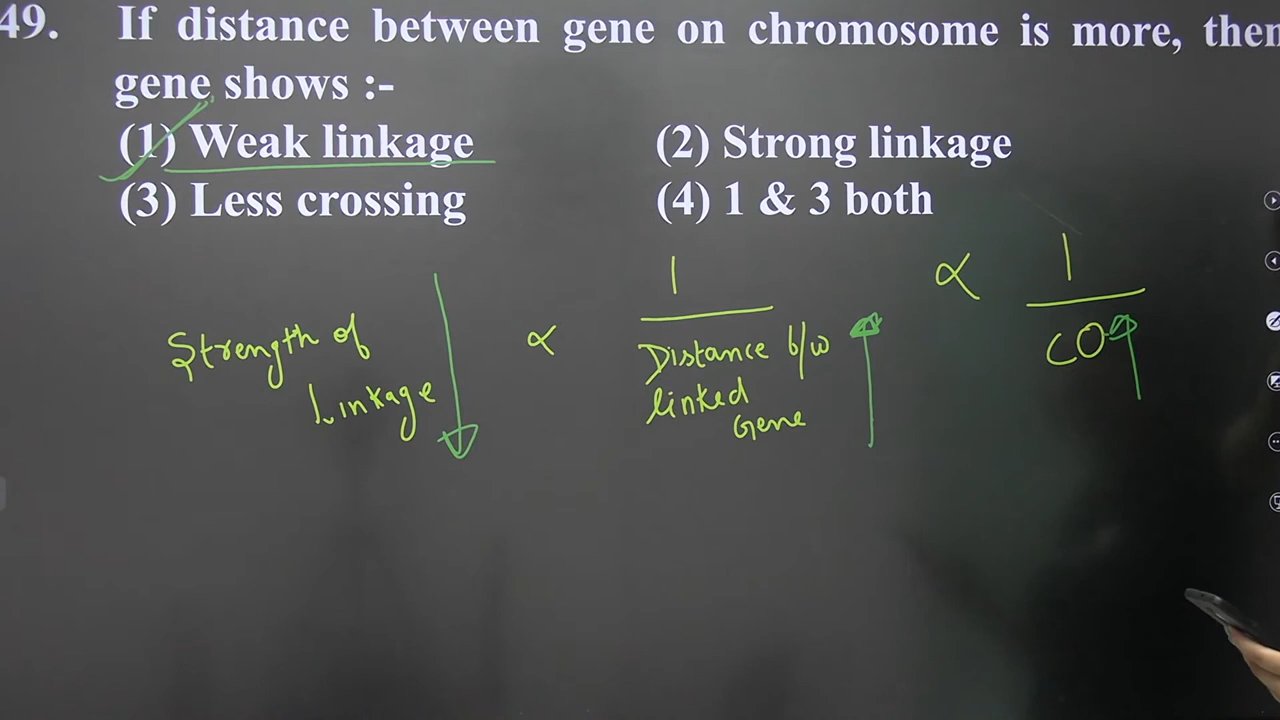 49. If distance between gene on chromosome is more, then
gene shows :-
(1) Weak linkage (2) Strong linkage
(3) Less crossing (4) 1 & 3 both
Strength of Linkage ∝ 1 / Distance b/w linked Gene ∝ 1 / CO